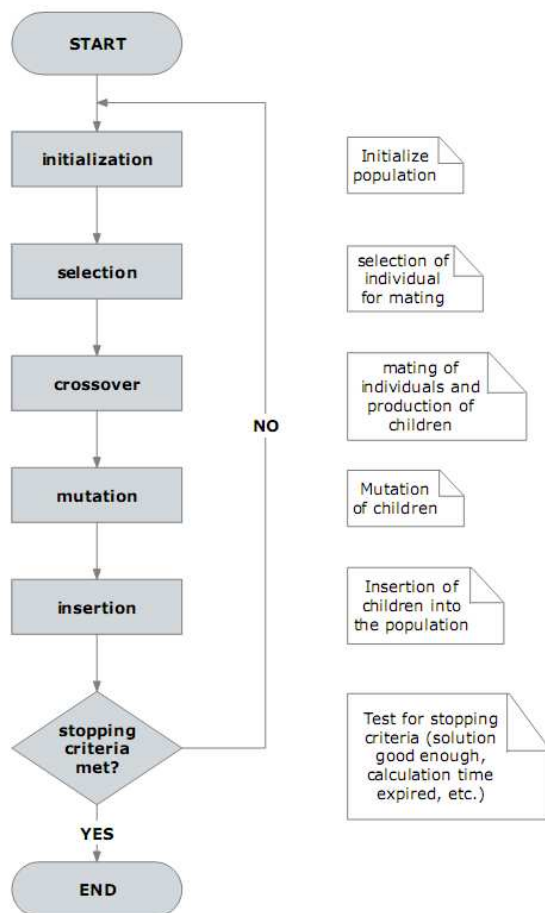 START
initialization
Initialize
population
selection
selection of
individual
for mating
crossover
mating of
individuals and
production of
children
NO
mutation
Mutation
of children
insertion
Insertion of
children into
the population
stopping
criteria
met?
Test for stopping
criteria (solution
good enough,
calculation time
expired, etc.)
YES
END